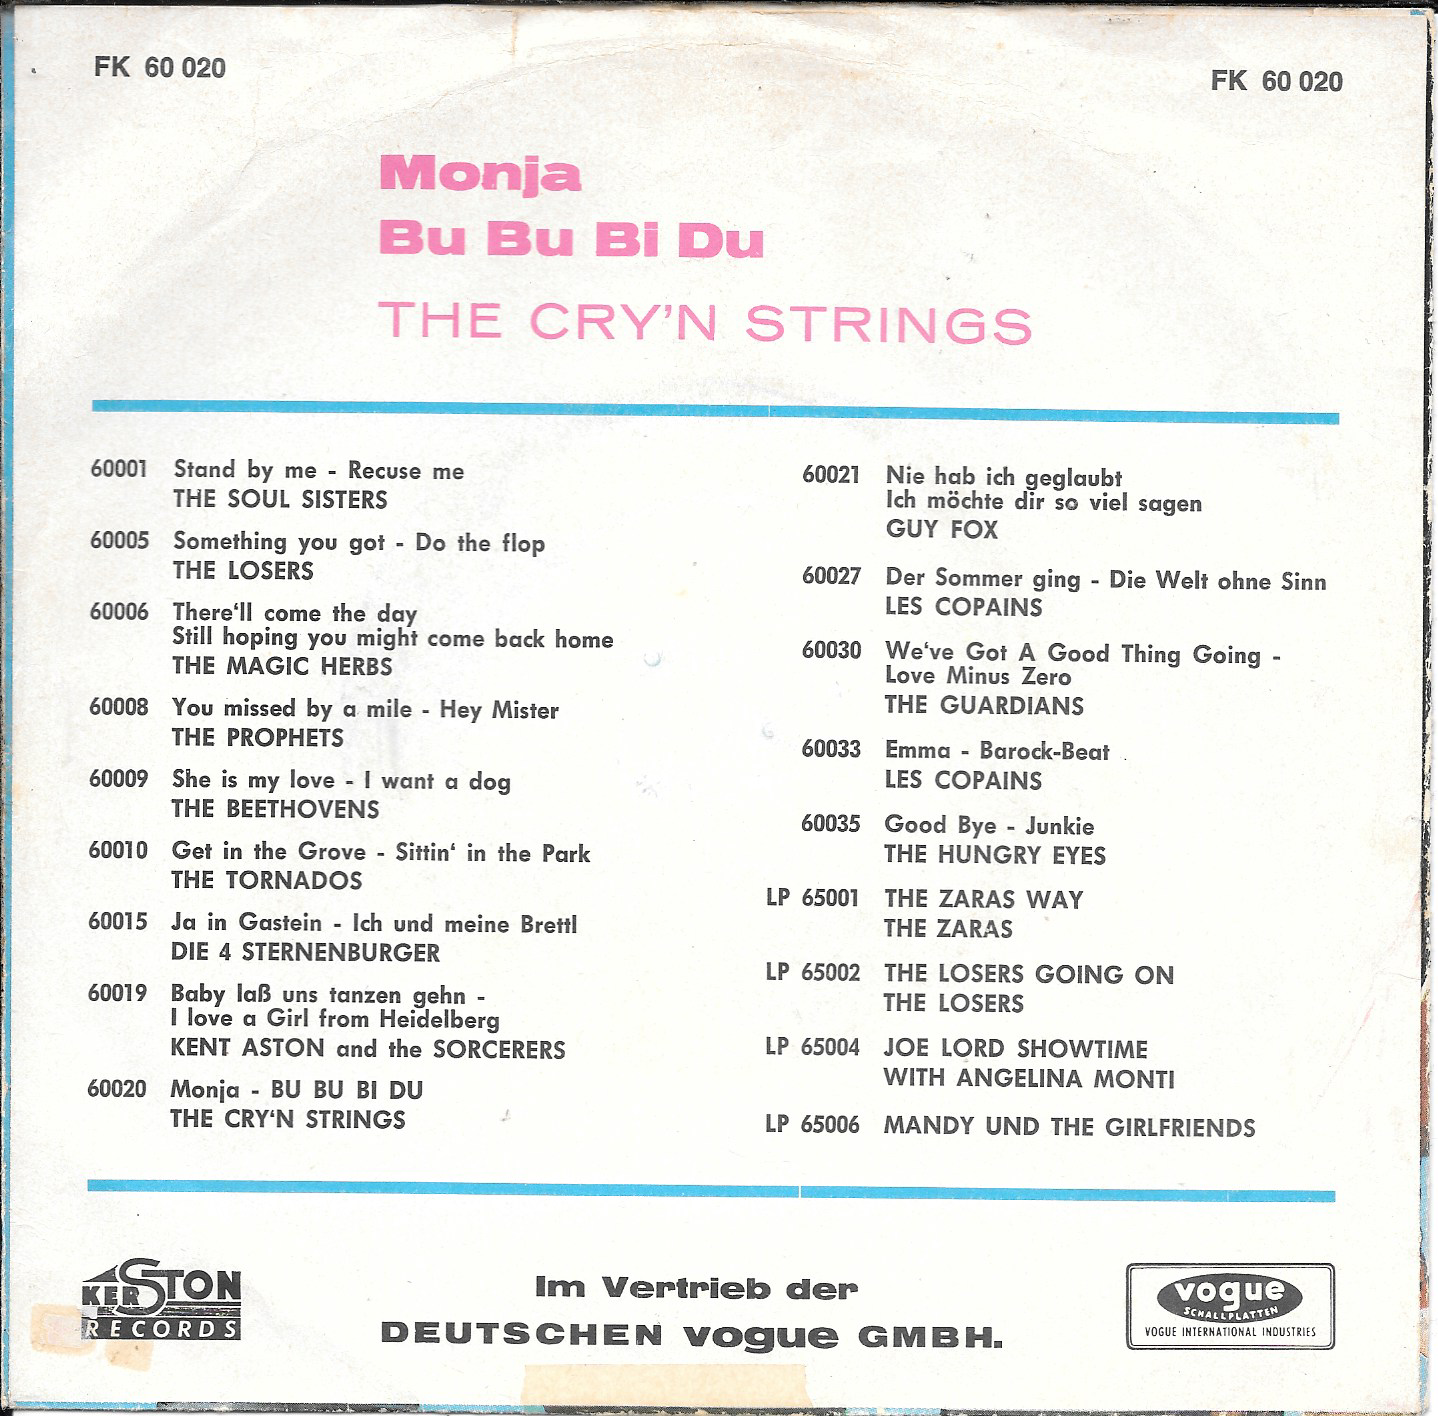 FK 60 020
FK 60 020
Monja
Bu Bu Bi Du
THE CRY'N STRINGS
60001 Stand by me - Recuse me
THE SOUL SISTERS
60005 Something you got - Do the flop
THE LOSERS
60006 There'll come the day
Still hoping you might come back home
THE MAGIC HERBS
60008 You missed by a mile - Hey Mister
THE PROPHETS
60009 She is my love - I want a dog
THE BEETHOVENS
60010 Get in the Grove - Sittin' in the Park
THE TORNADOS
60015 Ja in Gastein - Ich und meine Brettl
DIE 4 STERNENBURGER
60019 Baby laß uns tanzen gehn -
I love a Girl from Heidelberg
KENT ASTON and the SORCERERS
60020 Monja - BU BU BI DU
THE CRY'N STRINGS
60021 Nie hab ich geglaubt
Ich möchte dir so viel sagen
GUY FOX
60027 Der Sommer ging - Die Welt ohne Sinn
LES COPAINS
60030 We've Got A Good Thing Going -
Love Minus Zero
THE GUARDIANS
60033 Emma - Barock-Beat
LES COPAINS
60035 Good Bye - Junkie
THE HUNGRY EYES
LP 65001 THE ZARAS WAY
THE ZARAS
LP 65002 THE LOSERS GOING ON
THE LOSERS
LP 65004 JOE LORD SHOWTIME
WITH ANGELINA MONTI
LP 65006 MANDY UND THE GIRLFRIENDS
KERSTON
RECORDS
Im Vertrieb der
DEUTSCHEN vogue GMBH.
vogue
SCHALLPLATTEN
VOGUE INTERNATIONAL INDUSTRIES